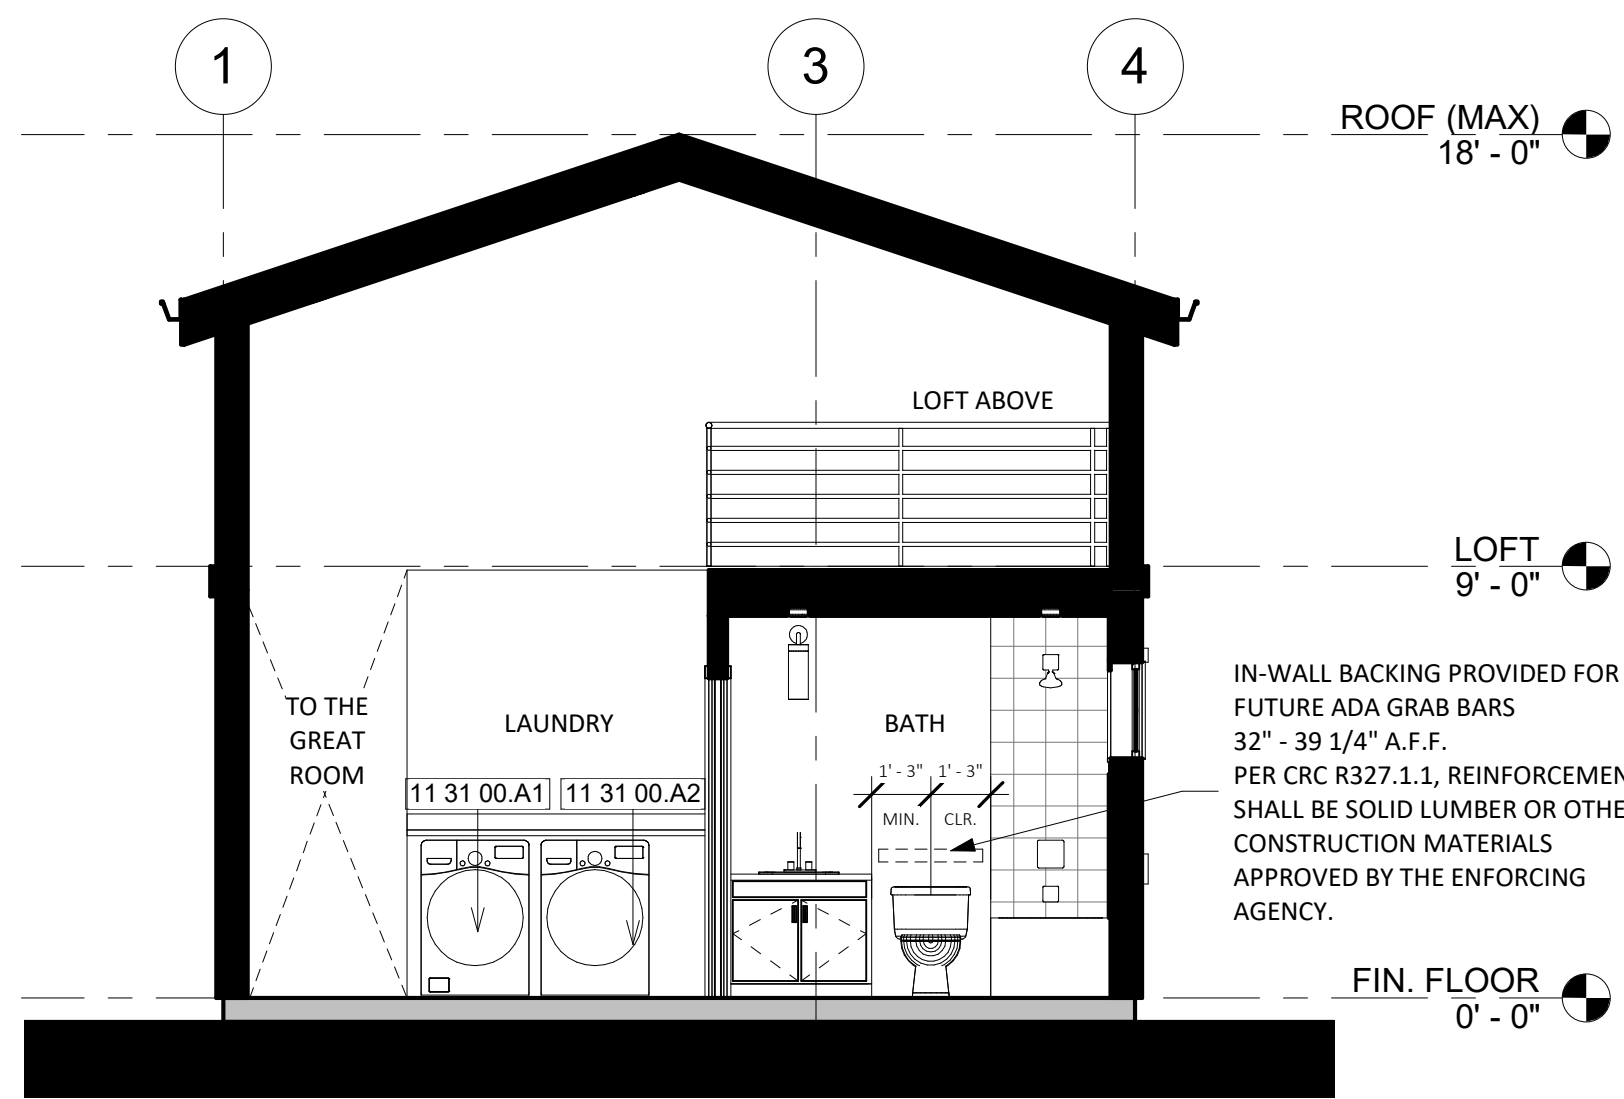 1
3
4
ROOF (MAX)
18' - 0"
LOFT ABOVE
LOFT
9' - 0"
TO THE
GREAT
ROOM
LAUNDRY
BATH
11 31 00.A1
11 31 00.A2
1' - 3"
1' - 3"
MIN.
CLR.
IN-WALL BACKING PROVIDED FOR
FUTURE ADA GRAB BARS
32" - 39 1/4" A.F.F.
PER CRC R327.1.1, REINFORCEMEN
SHALL BE SOLID LUMBER OR OTHE
CONSTRUCTION MATERIALS
APPROVED BY THE ENFORCING
AGENCY.
FIN. FLOOR
0' - 0"